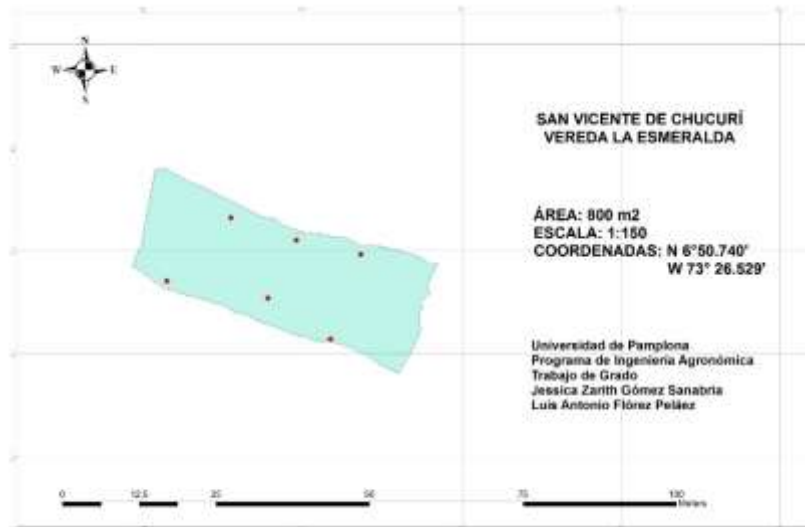 N
W E
S
SAN VICENTE DE CHUCURÍ
VEREDA LA ESMERALDA
ÁREA: 800 m2
ESCALA: 1:150
COORDENADAS: N 6°50.740'
W 73° 26.529'
Universidad de Pamplona
Programa de Ingeniería Agronómica
Trabajo de Grado
Jessica Zarith Gómez Sanabria
Luis Antonio Flórez Peláez
0 12,5 25 50 75 100
Meters